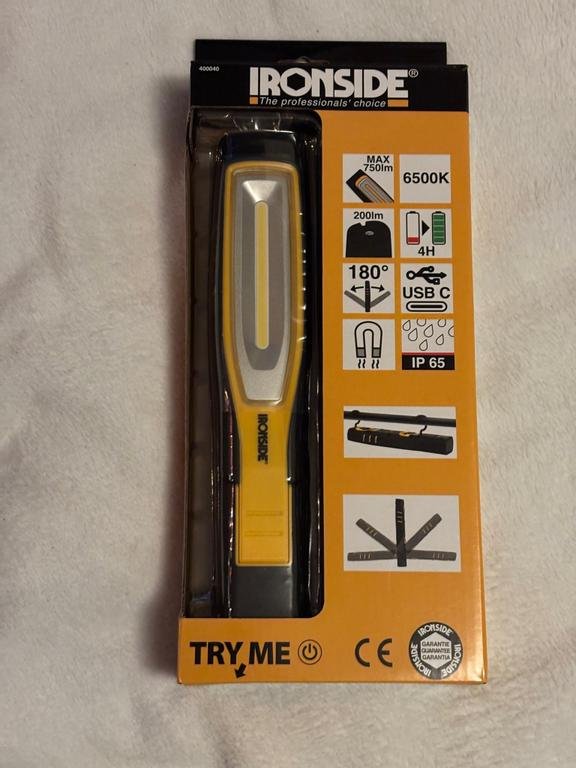 400040
IRONSIDE®
The professionals' choice
MAX
750lm
6500K
200lm
4H
180°
USB C
IP 65
IRONSIDE
TRY ME
CE
IRONSIDE
GARANTIE
GUARANTEE
GARANTIA
IRONSIDE